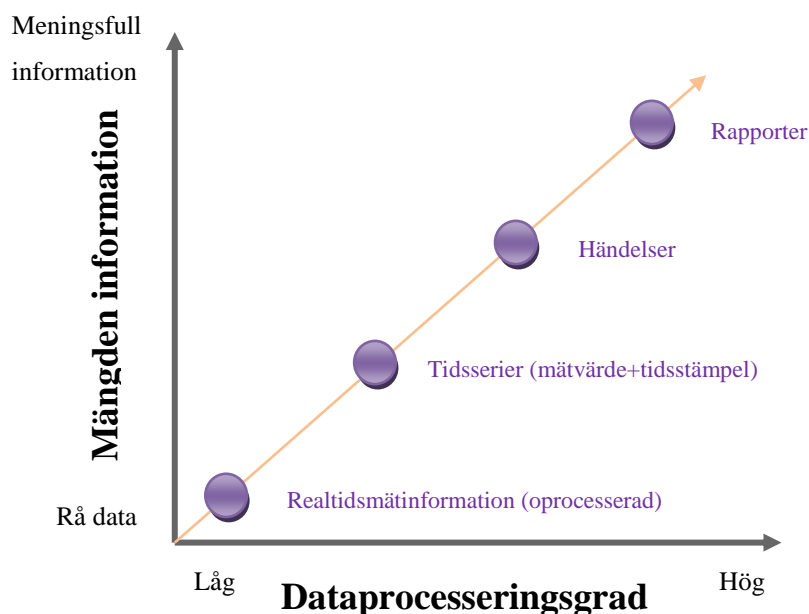 Meningsfull
information
Mängden information
Rapporter
Händelser
Tidsserier (mätvärde+tidsstämpel)
Realtidsmätinformation (oprocesserad)
Rå data
Låg
Hög
Dataprocesseringsgrad